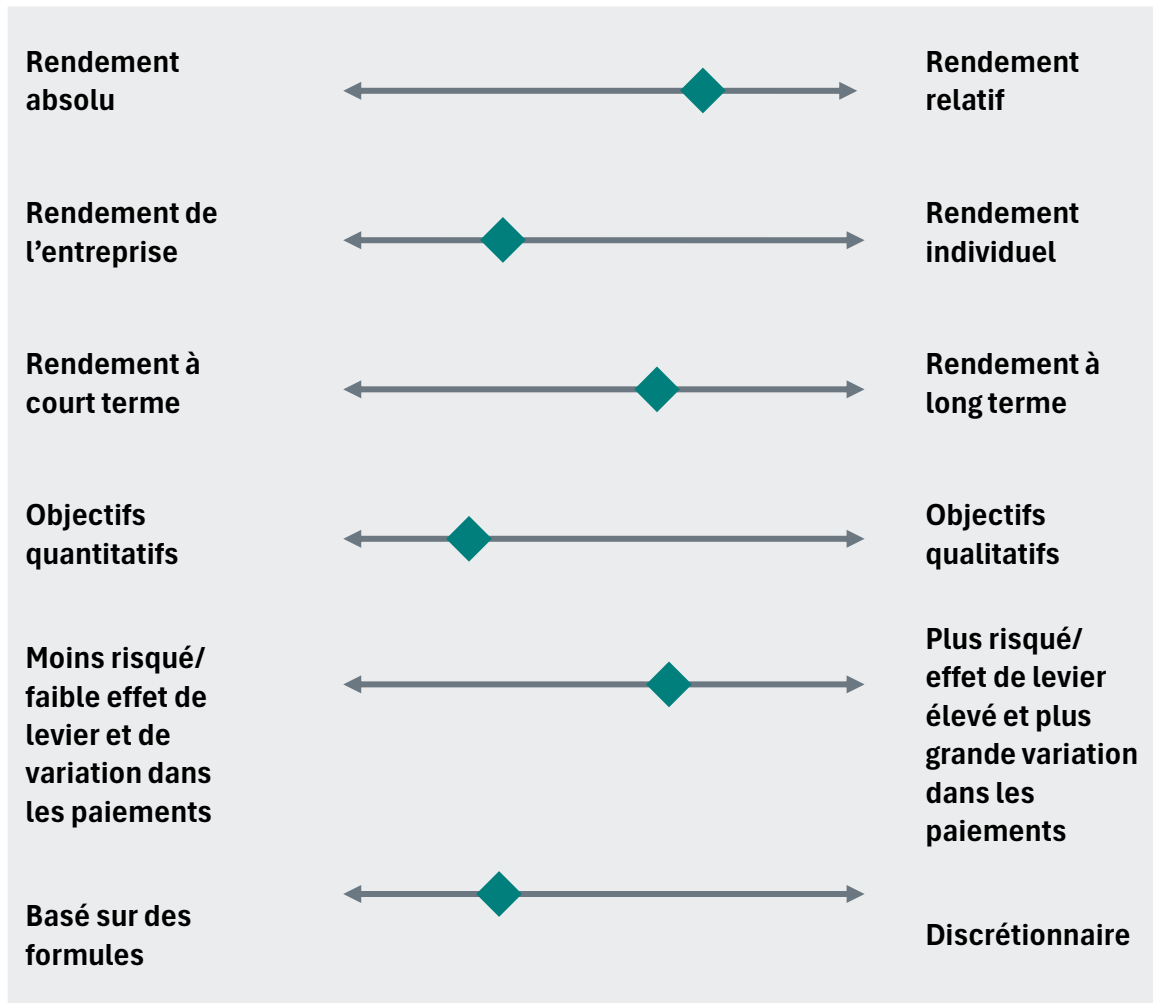 Rendement
absolu
Rendement
relatif
Rendement de
l’entreprise
Rendement
individuel
Rendement à
court terme
Rendement à
long terme
Objectifs
quantitatifs
Objectifs
qualitatifs
Moins risqué/
faible effet de
levier et de
variation dans
les paiements
Plus risqué/
effet de levier
élevé et plus
grande variation
dans les
paiements
Basé sur des
formules
Discrétionnaire